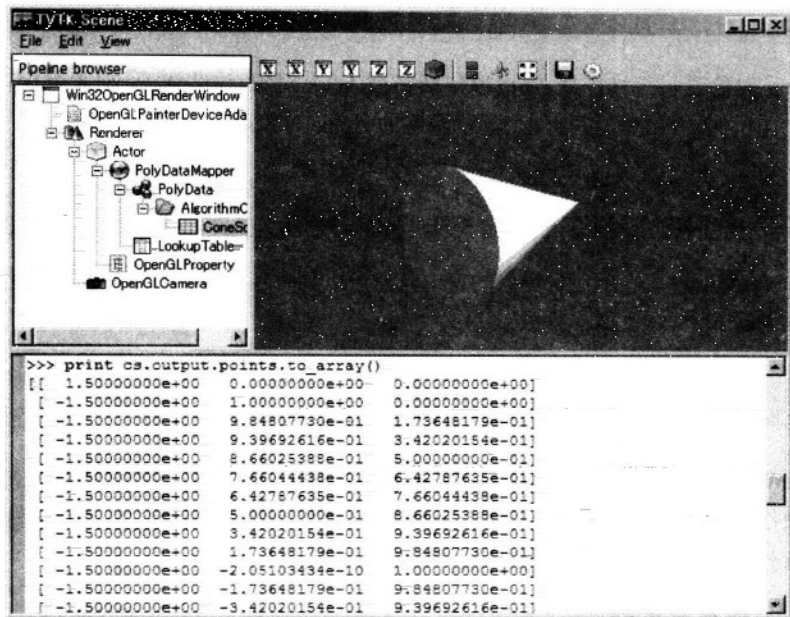 TVTK Scene
File Edit View
Pipeline browser
X X Y Y Z Z
Win32OpenGLRenderWindow
OpenGLPainterDeviceAda
Renderer
Actor
PolyDataMapper
PolyData
AlgorithmC
ConeSo
LookupTable
OpenGLProperty
OpenGLCamera
>>> print cs.output.points.to_array()
[[ 1.50000000e+00 0.00000000e+00 0.00000000e+00]
[ -1.50000000e+00 1.00000000e+00 0.00000000e+00]
[ -1.50000000e+00 9.84807730e-01 1.73648179e-01]
[ -1.50000000e+00 9.39692616e-01 3.42020154e-01]
[ -1.50000000e+00 8.66025388e-01 5.00000000e-01]
[ -1.50000000e+00 7.66044438e-01 6.42787635e-01]
[ -1.50000000e+00 6.42787635e-01 7.66044438e-01]
[ -1.50000000e+00 5.00000000e-01 8.66025388e-01]
[ -1.50000000e+00 3.42020154e-01 9.39692616e-01]
[ -1.50000000e+00 1.73648179e-01 9.84807730e-01]
[ -1.50000000e+00 -2.05103434e-10 1.00000000e+00]
[ -1.50000000e+00 -1.73648179e-01 9.84807730e-01]
[ -1.50000000e+00 -3.42020154e-01 9.39692616e-01]